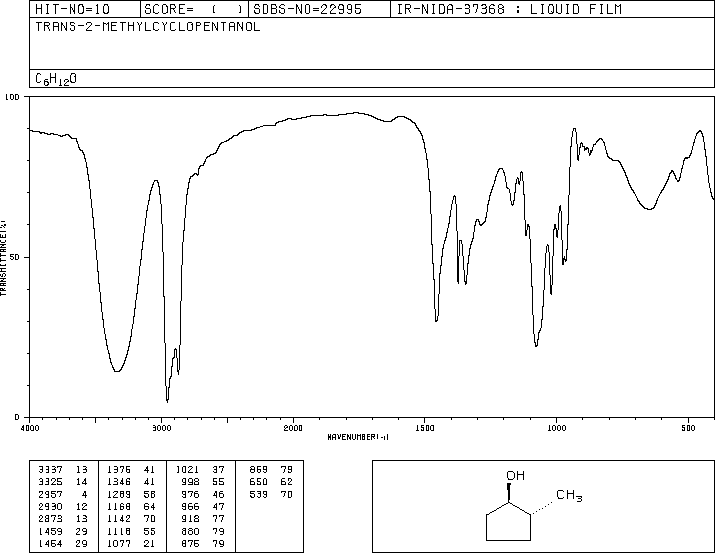 HIT-NO=10 SCORE= ( ) SDBS-NO=22995 IR-NIDA-37368 : LIQUID FILM
TRANS-2-METHYLCYCLOPENTANOL
C6H12O
100
50
0
TRANSMITTANCE(%)
4000 3000 2000 1500 1000 500
WAVENUMBER(-1)
3337 13 1376 41 1021 37 869 79
3325 14 1346 41 998 55 650 62
2957 4 1289 58 976 46 539 70
2930 12 1168 64 966 47
2873 13 1142 70 918 77
1459 29 1118 55 880 79
1454 29 1077 21 875 79
OH
CH3